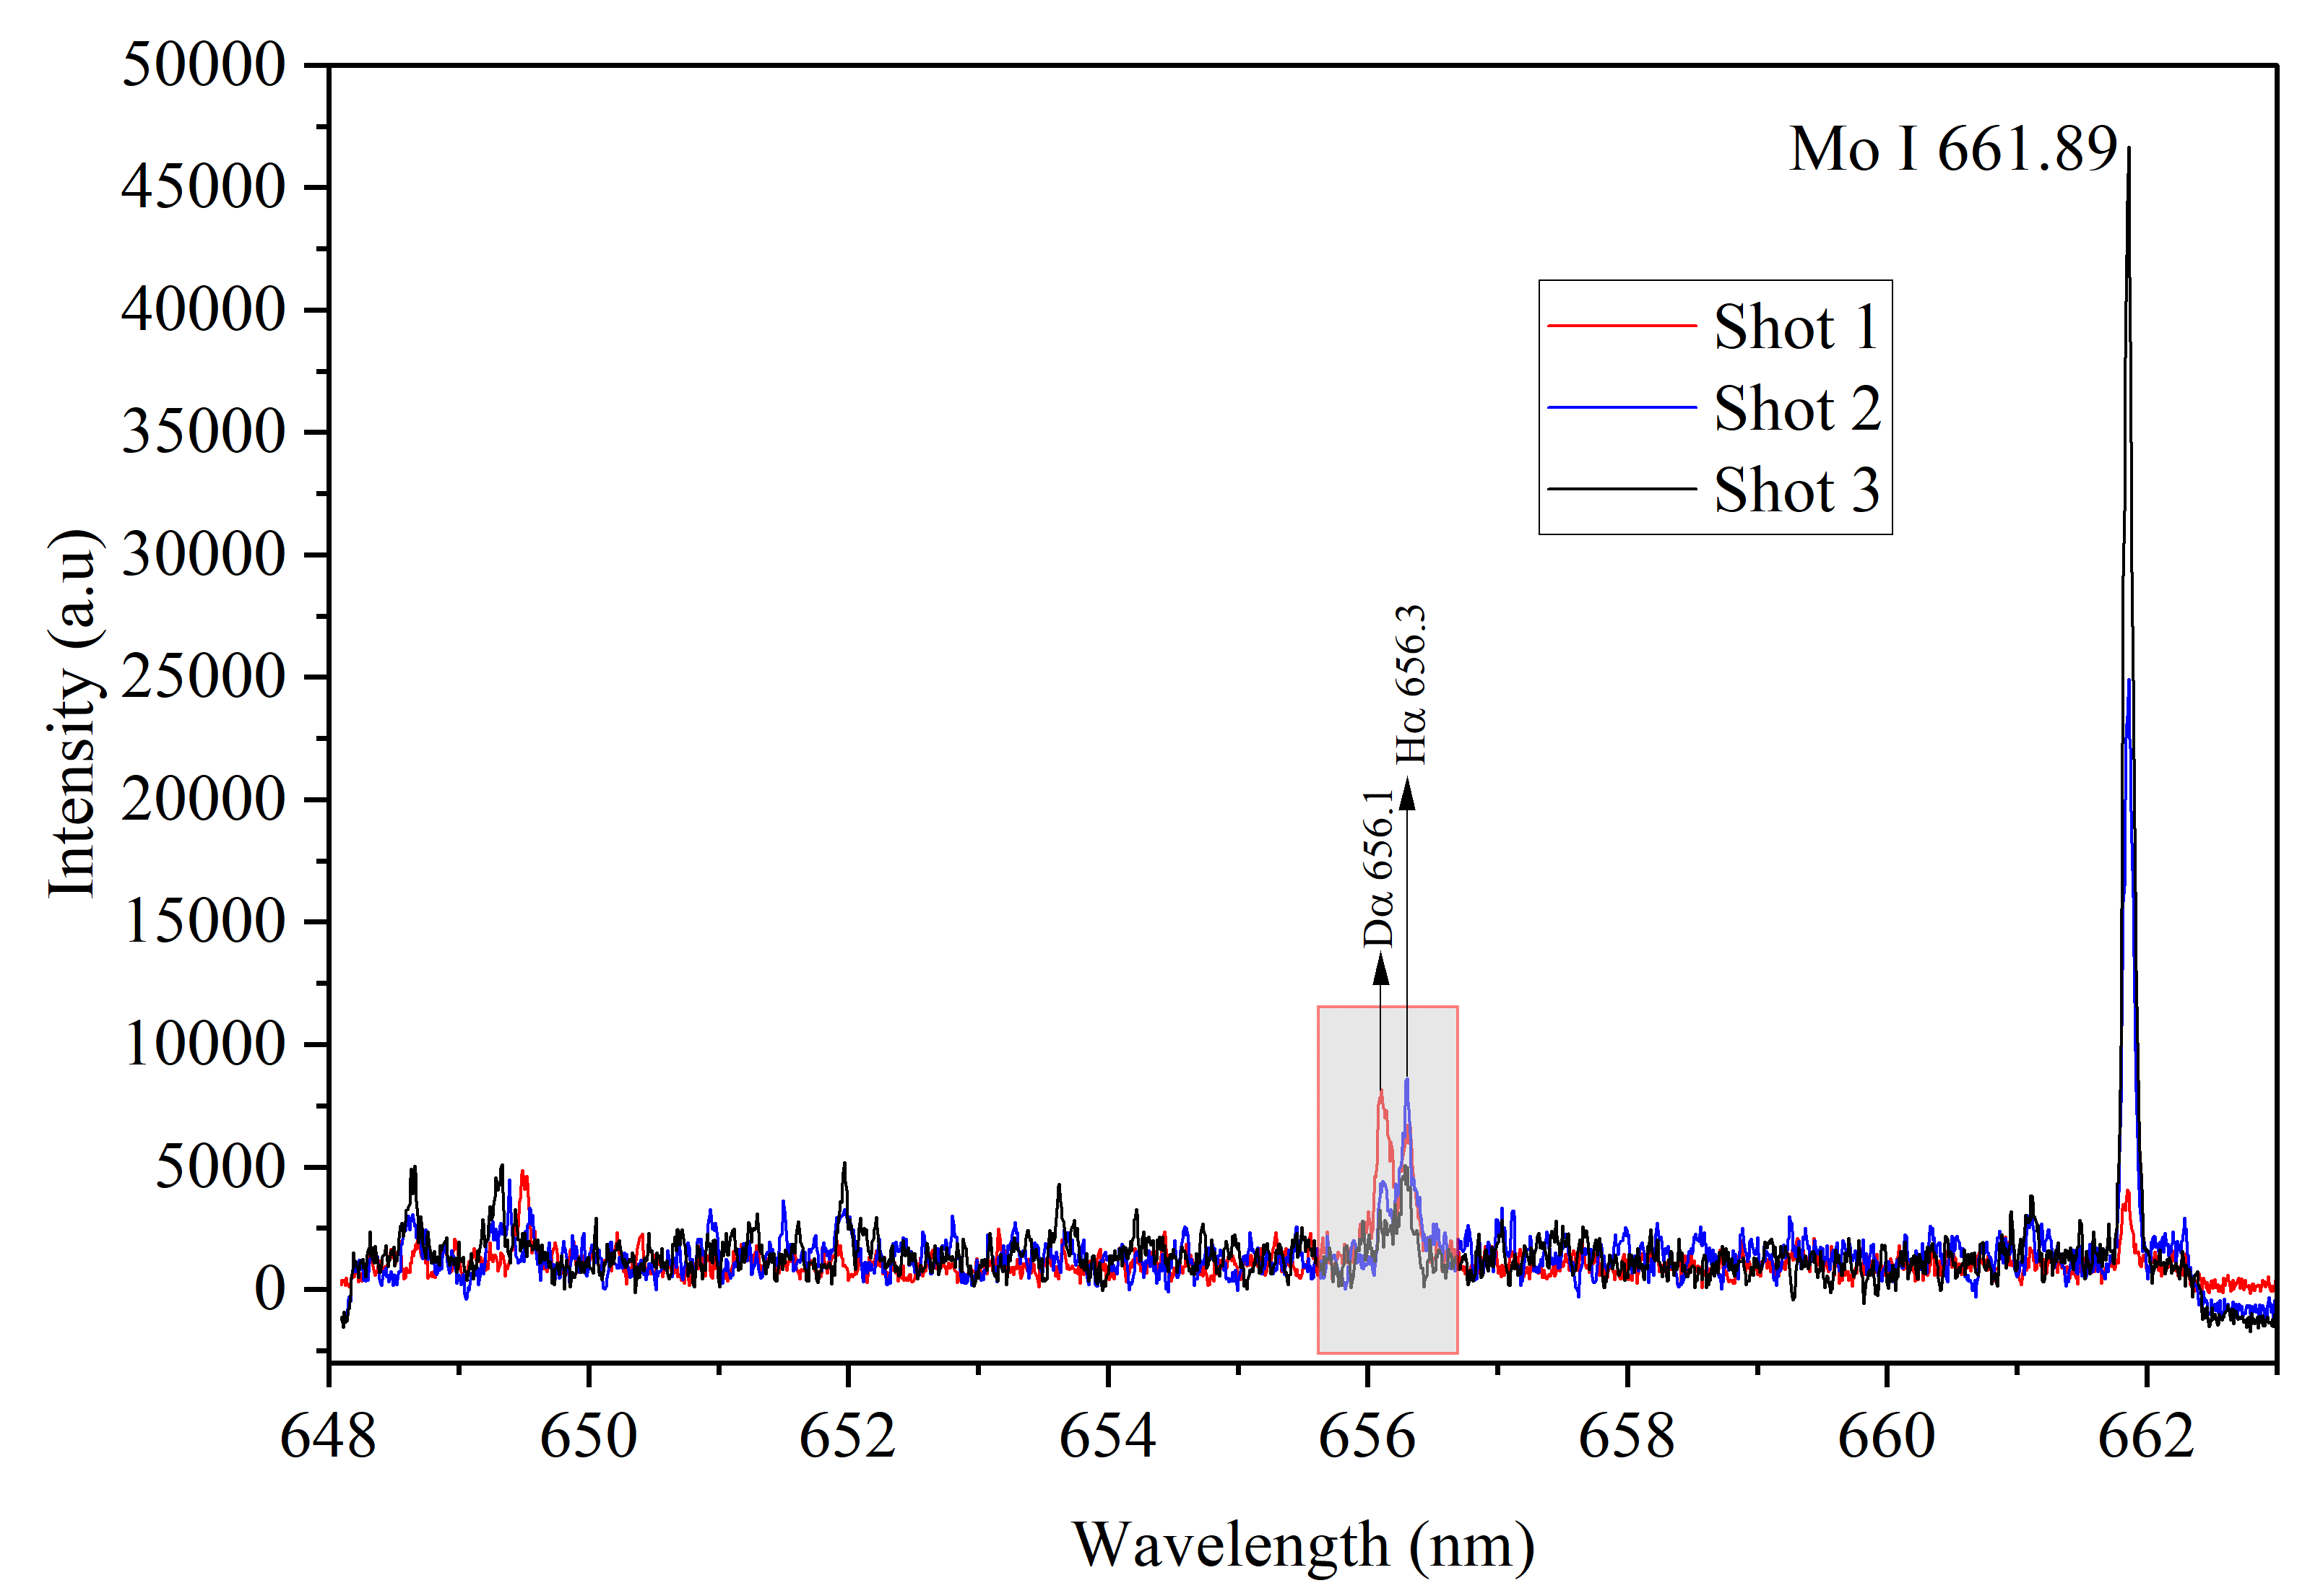 50000
45000
40000
35000
30000
25000
20000
15000
10000
5000
0
Intensity (a.u)
Mo I 661.89
Shot 1
Shot 2
Shot 3
Dα 656.1
Hα 656.3
648 650 652 654 656 658 660 662
Wavelength (nm)